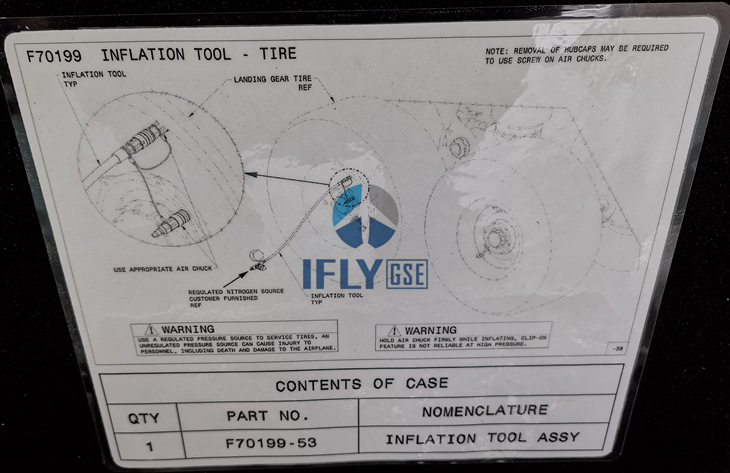 F70199 INFLATION TOOL - TIRE
NOTE: REMOVAL OF HUBCAPS MAY BE REQUIRED
TO USE SCREW ON AIR CHUCKS.
INFLATION TOOL
TYP
LANDING GEAR TIRE
REF
USE APPROPRIATE AIR CHUCK
REGULATED NITROGEN SOURCE
CUSTOMER FURNISHED
REF
INFLATION TOOL
TYP
IFLY GSE
WARNING
USE A REGULATED PRESSURE SOURCE TO SERVICE TIRES, AN
UNREGULATED PRESSURE SOURCE CAN CAUSE INJURY TO
PERSONNEL, INCLUDING DEATH AND DAMAGE TO THE AIRPLANE.
WARNING
HOLD AIR CHUCK FIRMLY WHILE INFLATING, CLIP-ON
FEATURE IS NOT RELIABLE AT HIGH PRESSURE.
-38
CONTENTS OF CASE
QTY PART NO. NOMENCLATURE
1 F70199-53 INFLATION TOOL ASSY